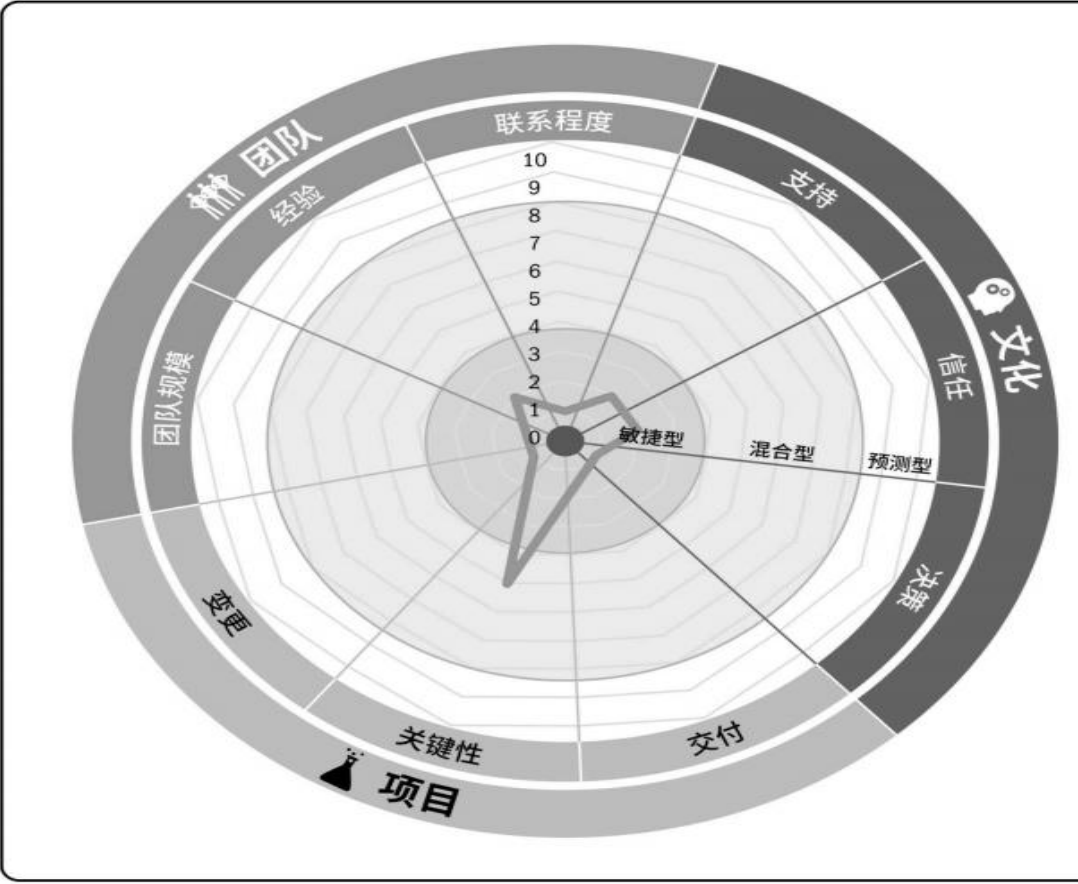 团队
文化
项目
联系程度
支持
信任
决策
交付
关键性
变更
团队规模
经验
10
9
8
7
6
5
4
3
2
1
0
敏捷型
混合型
预测型